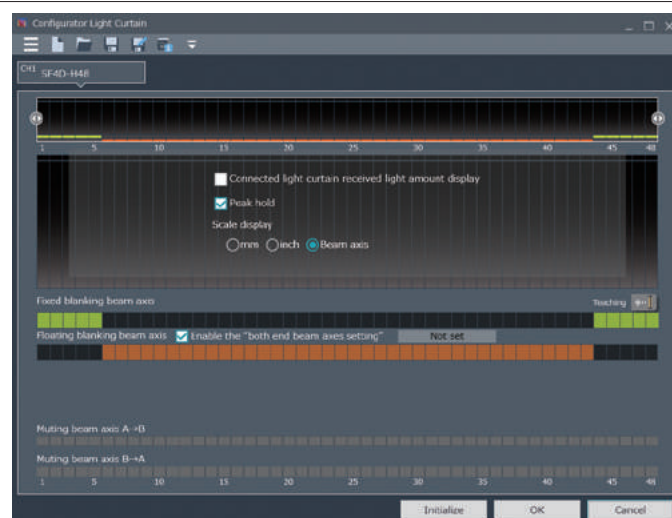 Configurator Light Curtain
CH1 SF4D-H48
1 5 10 15 20 25 30 35 40 45 48
Connected light curtain received light amount display
Peak hold
Scale display
mm inch Beam axis
Fixed blanking beam axis Teaching
Floating blanking beam axis Enable the "both end beam axes setting" Not set
Muting beam axis A→B
Muting beam axis B→A
1 5 10 15 20 25 30 35 40 45 48
Initialize OK Cancel